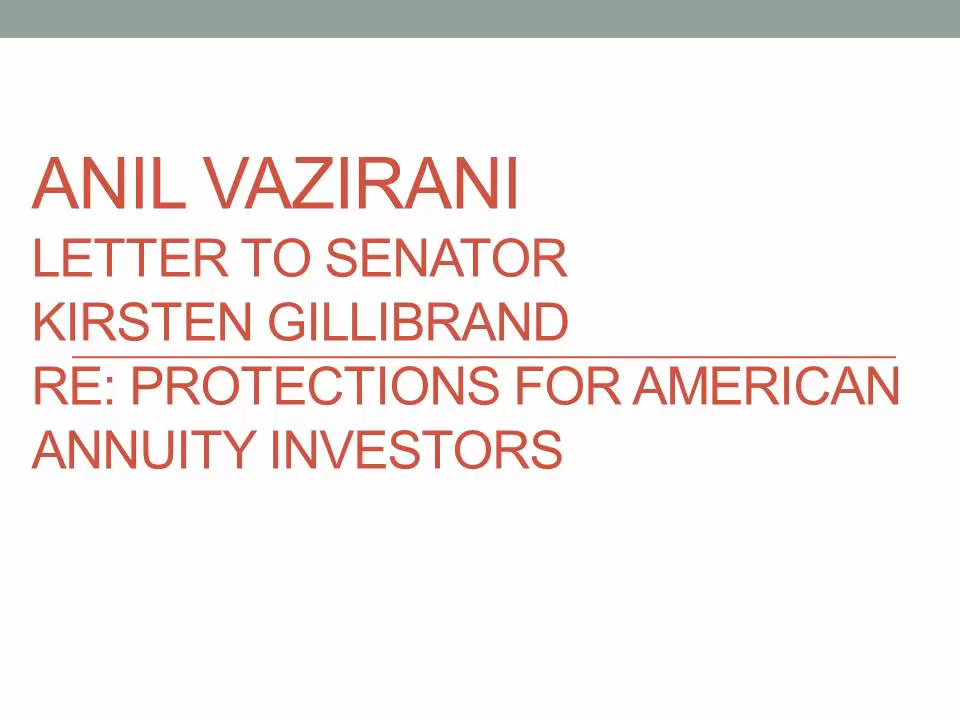 ANIL VAZIRANI
LETTER TO SENATOR
KIRSTEN GILLIBRAND
RE: PROTECTIONS FOR AMERICAN
ANNUITY INVESTORS